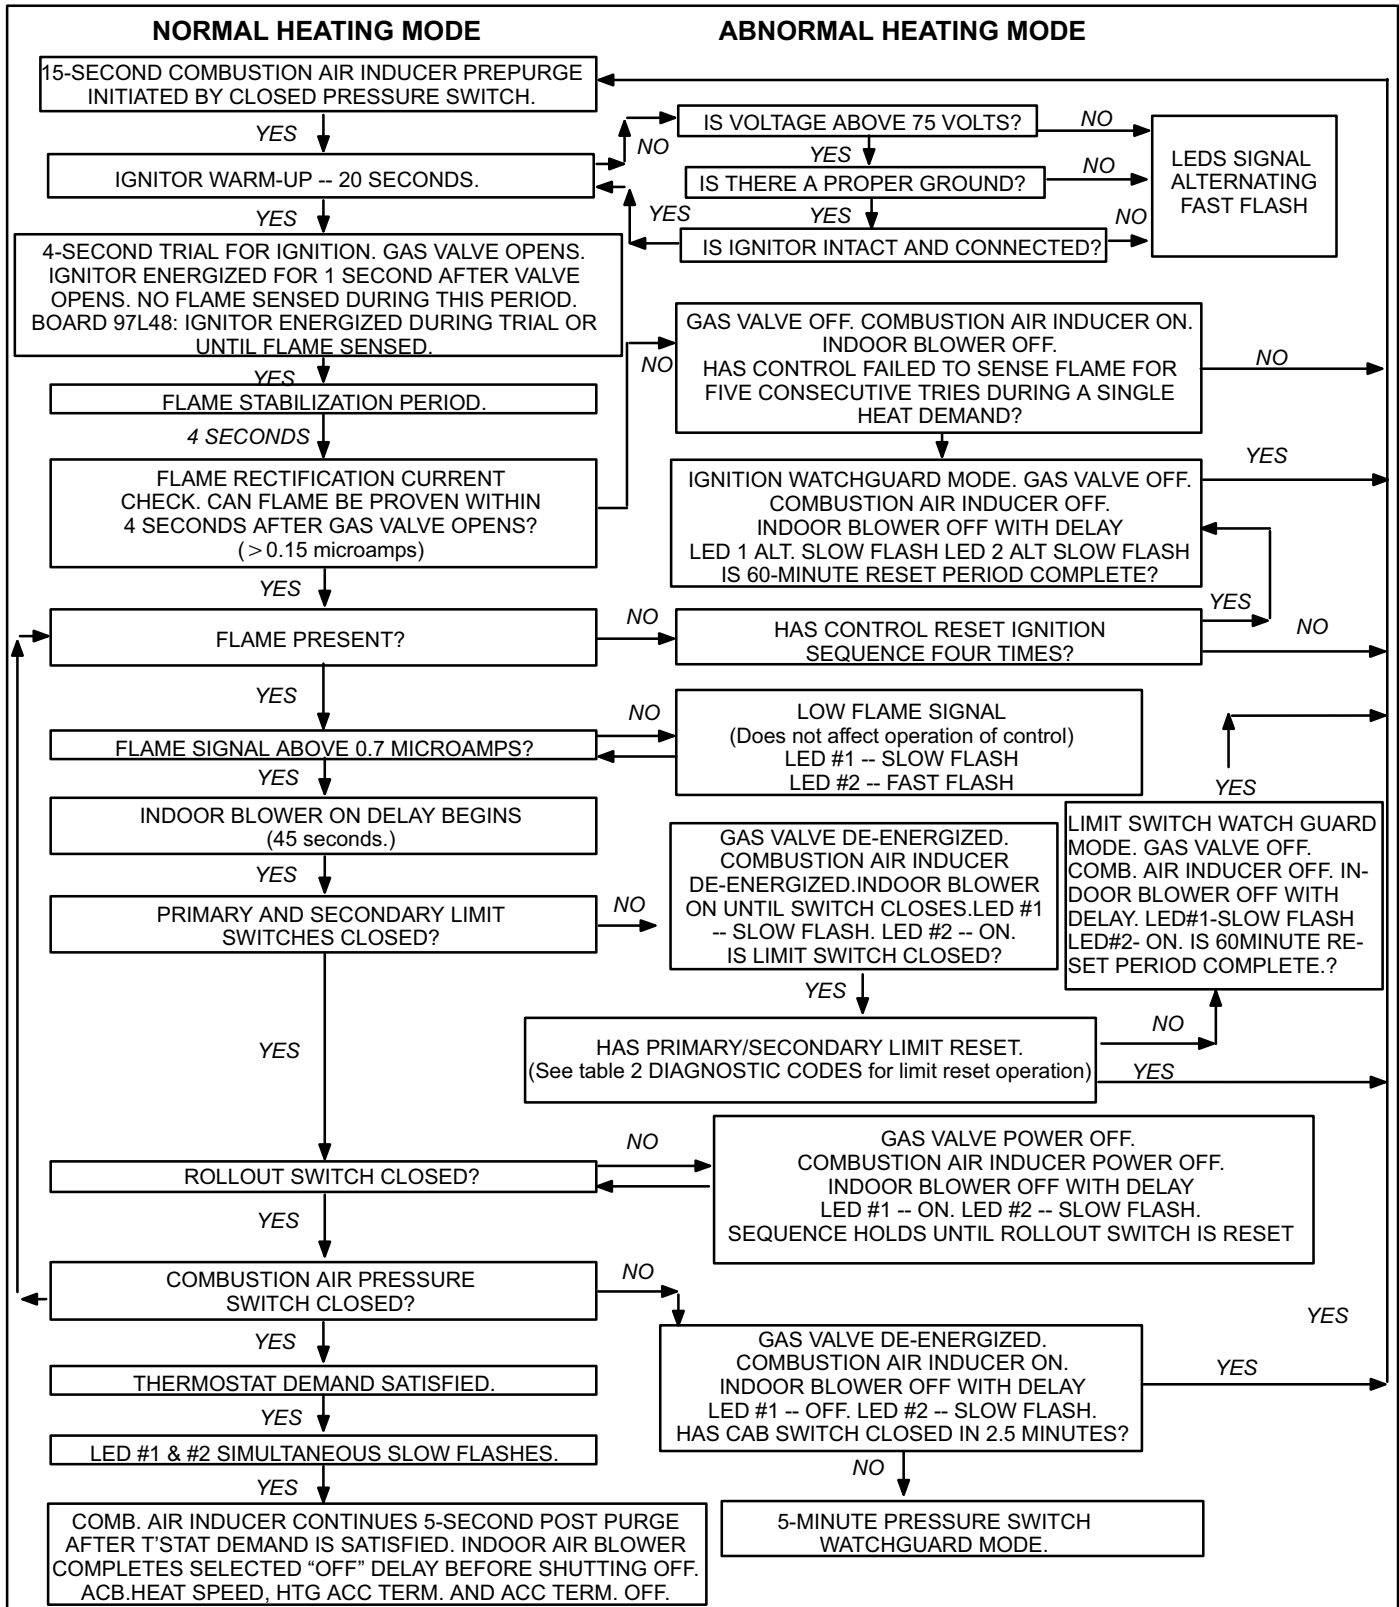 NORMAL HEATING MODE
ABNORMAL HEATING MODE
15-SECOND COMBUSTION AIR INDUCER PREPURGE
INITIATED BY CLOSED PRESSURE SWITCH.
YES
NO
IS VOLTAGE ABOVE 75 VOLTS?
NO
YES
LEDS SIGNAL
ALTERNATING
FAST FLASH
IGNITOR WARM-UP -- 20 SECONDS.
IS THERE A PROPER GROUND?
NO
YES
YES
YES
NO
IS IGNITOR INTACT AND CONNECTED?
4-SECOND TRIAL FOR IGNITION. GAS VALVE OPENS.
IGNITOR ENERGIZED FOR 1 SECOND AFTER VALVE
OPENS. NO FLAME SENSED DURING THIS PERIOD.
BOARD 97L48: IGNITOR ENERGIZED DURING TRIAL OR
UNTIL FLAME SENSED.
NO
GAS VALVE OFF. COMBUSTION AIR INDUCER ON.
INDOOR BLOWER OFF.
HAS CONTROL FAILED TO SENSE FLAME FOR
FIVE CONSECUTIVE TRIES DURING A SINGLE
HEAT DEMAND?
NO
YES
FLAME STABILIZATION PERIOD.
4 SECONDS
FLAME RECTIFICATION CURRENT
CHECK. CAN FLAME BE PROVEN WITHIN
4 SECONDS AFTER GAS VALVE OPENS?
(>0.15 microamps)
IGNITION WATCHGUARD MODE. GAS VALVE OFF.
COMBUSTION AIR INDUCER OFF.
INDOOR BLOWER OFF WITH DELAY
LED 1 ALT. SLOW FLASH LED 2 ALT SLOW FLASH
IS 60-MINUTE RESET PERIOD COMPLETE?
YES
YES
YES
FLAME PRESENT?
NO
HAS CONTROL RESET IGNITION
SEQUENCE FOUR TIMES?
NO
YES
NO
LOW FLAME SIGNAL
(Does not affect operation of control)
LED #1 -- SLOW FLASH
LED #2 -- FAST FLASH
FLAME SIGNAL ABOVE 0.7 MICROAMPS?
YES
YES
INDOOR BLOWER ON DELAY BEGINS
(45 seconds.)
YES
GAS VALVE DE-ENERGIZED.
COMBUSTION AIR INDUCER
DE-ENERGIZED.INDOOR BLOWER
ON UNTIL SWITCH CLOSES.LED #1
-- SLOW FLASH. LED #2 -- ON.
IS LIMIT SWITCH CLOSED?
LIMIT SWITCH WATCH GUARD
MODE. GAS VALVE OFF.
COMB. AIR INDUCER OFF. IN-
DOOR BLOWER OFF WITH
DELAY. LED#1-SLOW FLASH
LED#2- ON. IS 60MINUTE RE-
SET PERIOD COMPLETE.?
PRIMARY AND SECONDARY LIMIT
SWITCHES CLOSED?
NO
YES
YES
HAS PRIMARY/SECONDARY LIMIT RESET.
(See table 2 DIAGNOSTIC CODES for limit reset operation)
NO
YES
ROLLOUT SWITCH CLOSED?
NO
GAS VALVE POWER OFF.
COMBUSTION AIR INDUCER POWER OFF.
INDOOR BLOWER OFF WITH DELAY
LED #1 -- ON. LED #2 -- SLOW FLASH.
SEQUENCE HOLDS UNTIL ROLLOUT SWITCH IS RESET
YES
COMBUSTION AIR PRESSURE
SWITCH CLOSED?
NO
YES
YES
GAS VALVE DE-ENERGIZED.
COMBUSTION AIR INDUCER ON.
INDOOR BLOWER OFF WITH DELAY
LED #1 -- OFF. LED #2 -- SLOW FLASH.
HAS CAB SWITCH CLOSED IN 2.5 MINUTES?
YES
THERMOSTAT DEMAND SATISFIED.
YES
LED #1 & #2 SIMULTANEOUS SLOW FLASHES.
NO
YES
COMB. AIR INDUCER CONTINUES 5-SECOND POST PURGE
AFTER T'STAT DEMAND IS SATISFIED. INDOOR AIR BLOWER
COMPLETES SELECTED “OFF” DELAY BEFORE SHUTTING OFF.
ACB.HEAT SPEED, HTG ACC TERM. AND ACC TERM. OFF.
5-MINUTE PRESSURE SWITCH
WATCHGUARD MODE.